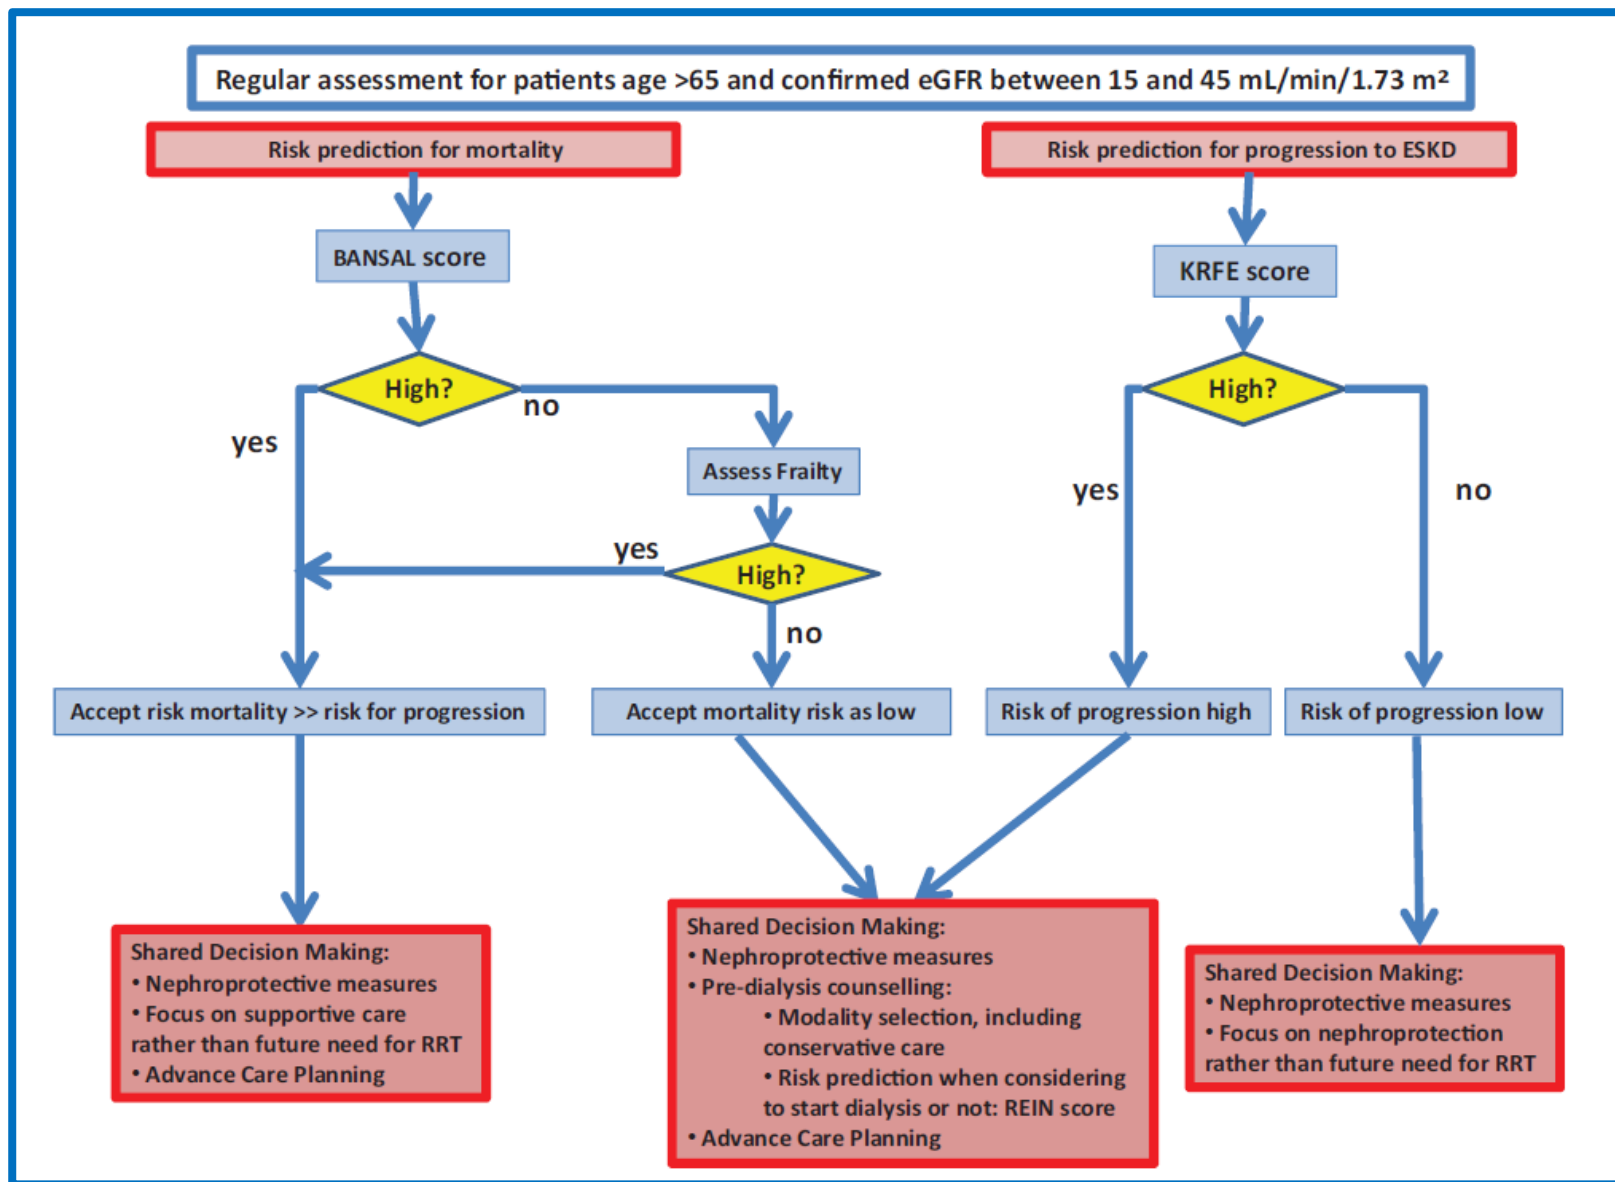 Regular assessment for patients age >65 and confirmed eGFR between 15 and 45 mL/min/1.73 m²
Risk prediction for mortality
Risk prediction for progression to ESKD
BANSAL score
KRFE score
High?
no
yes
High?
yes
no
Assess Frailty
yes
High?
no
Accept risk mortality >> risk for progression
Accept mortality risk as low
Risk of progression high
Risk of progression low
Shared Decision Making:
• Nephroprotective measures
• Focus on supportive care
rather than future need for RRT
• Advance Care Planning
Shared Decision Making:
• Nephroprotective measures
• Pre-dialysis counselling:
• Modality selection, including
conservative care
• Risk prediction when considering
to start dialysis or not: REIN score
• Advance Care Planning
Shared Decision Making:
• Nephroprotective measures
• Focus on nephroprotection
rather than future need for RRT